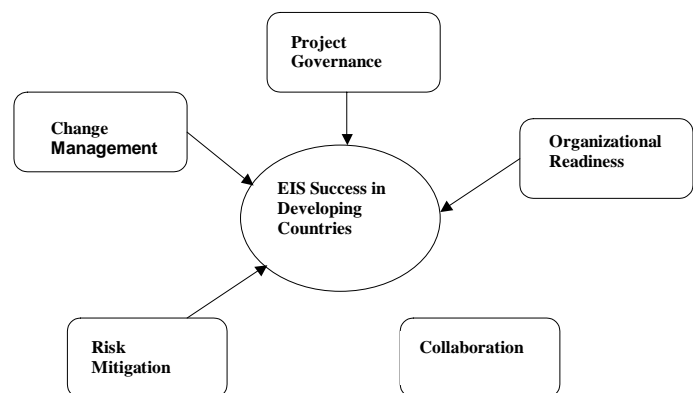 Project
Governance
Change
Management
Organizational
Readiness
EIS Success in
Developing
Countries
Risk
Mitigation
Collaboration